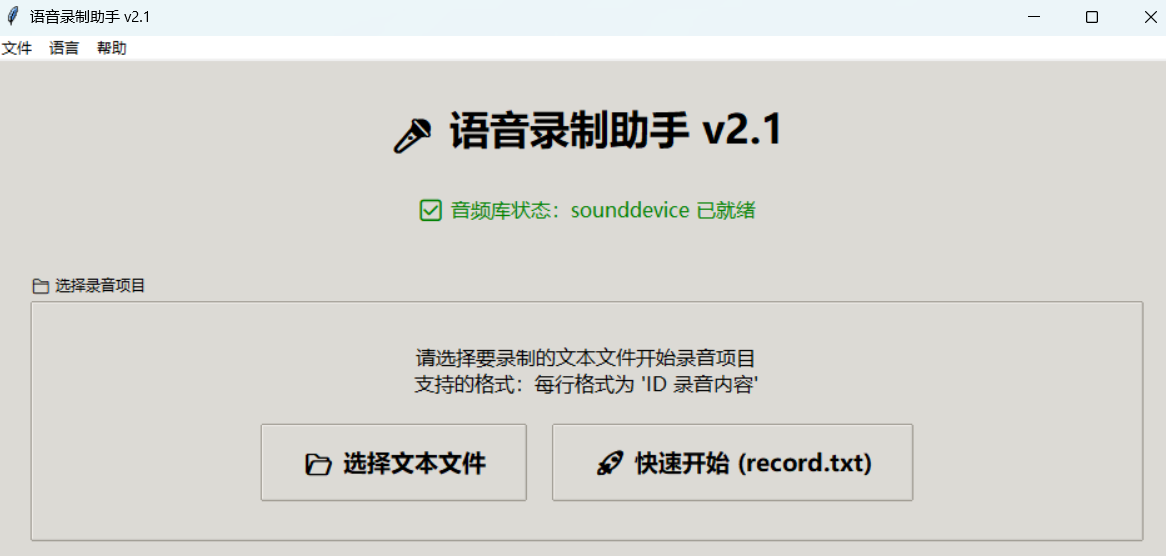 语音录制助手 v2.1
文件 语言 帮助
语音录制助手 v2.1
音频库状态：sounddevice 已就绪
选择录音项目
请选择要录制的文本文件开始录音项目
支持的格式：每行格式为 'ID 录音内容'
选择文本文件
快速开始 (record.txt)